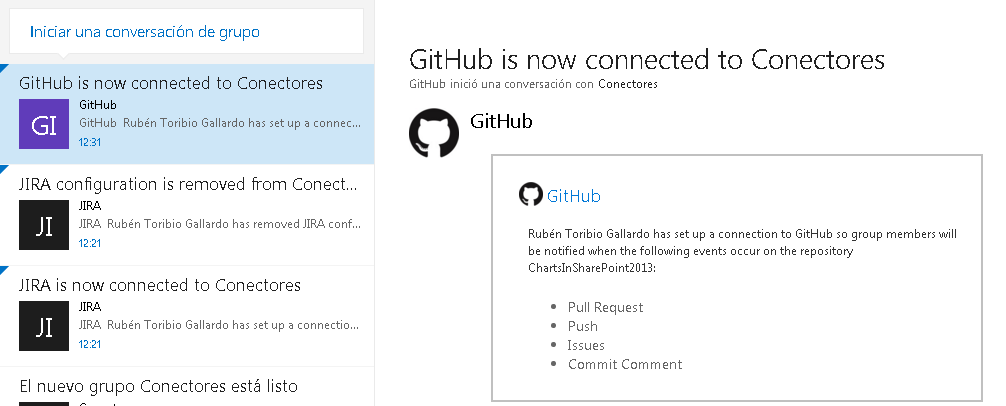 Iniciar una conversación de grupo
GitHub is now connected to Conectores
GI
GitHub
GitHub Rubén Toribio Gallardo has set up a connec...
12:31
JIRA configuration is removed from Conect...
JI
JIRA
JIRA Rubén Toribio Gallardo has removed JIRA conf...
12:21
JIRA is now connected to Conectores
JI
JIRA
JIRA Rubén Toribio Gallardo has set up a connectio...
12:21
El nuevo grupo Conectores está listo
GitHub is now connected to Conectores
GitHub inició una conversación con Conectores
GitHub
GitHub
Rubén Toribio Gallardo has set up a connection to GitHub so group members will
be notified when the following events occur on the repository
ChartsInSharePoint2013:
• Pull Request
• Push
• Issues
• Commit Comment